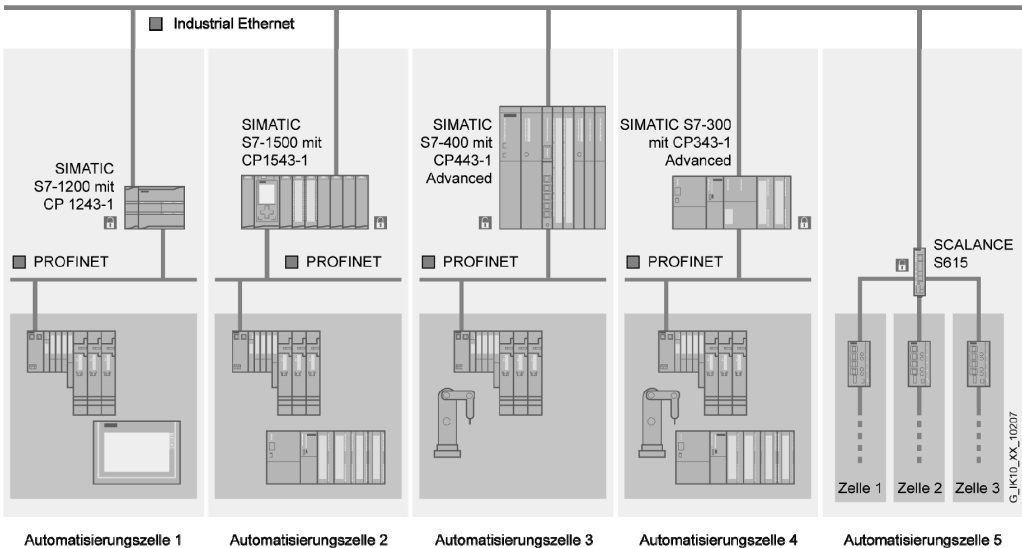 Industrial Ethernet
SIMATIC
S7-1200 mit
CP 1243-1
SIMATIC
S7-1500 mit
CP1543-1
SIMATIC
S7-400 mit
CP443-1
Advanced
SIMATIC S7-300
mit CP343-1
Advanced
SCALANCE
S615
PROFINET
PROFINET
PROFINET
PROFINET
Zelle 1
Zelle 2
Zelle 3
G_IK10_XX_10207
Automatisierungszelle 1
Automatisierungszelle 2
Automatisierungszelle 3
Automatisierungszelle 4
Automatisierungszelle 5